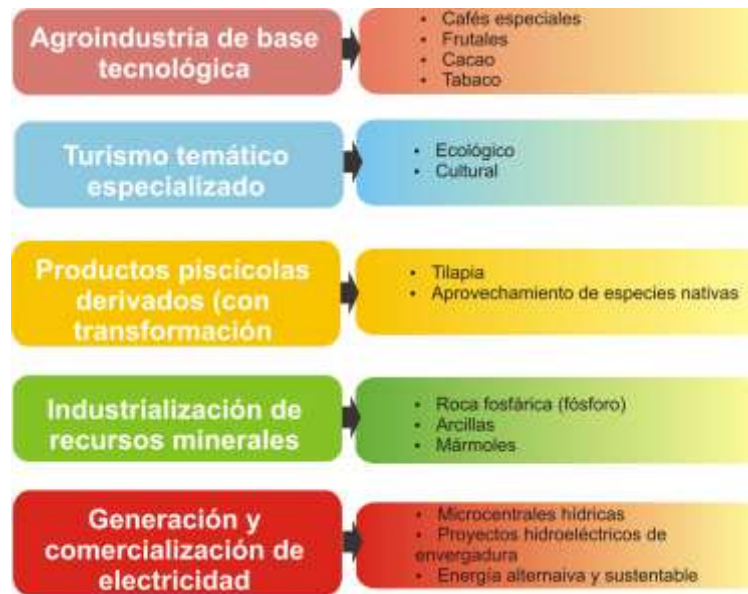 Agroindustria de base
tecnológica
• Cafés especiales
• Frutales
• Cacao
• Tabaco
Turismo temático
especializado
• Ecológico
• Cultural
Productos piscícolas
derivados (con
transformación
• Tilapia
• Aprovechamiento de especies nativas
Industrialización de
recursos minerales
• Roca fosfárica (fósforo)
• Arcillas
• Mármoles
Generación y
comercialización de
electricidad
• Microcentrales hídricas
• Proyectos hidroeléctricos de
envergadura
• Energía alternaiva y sustentable